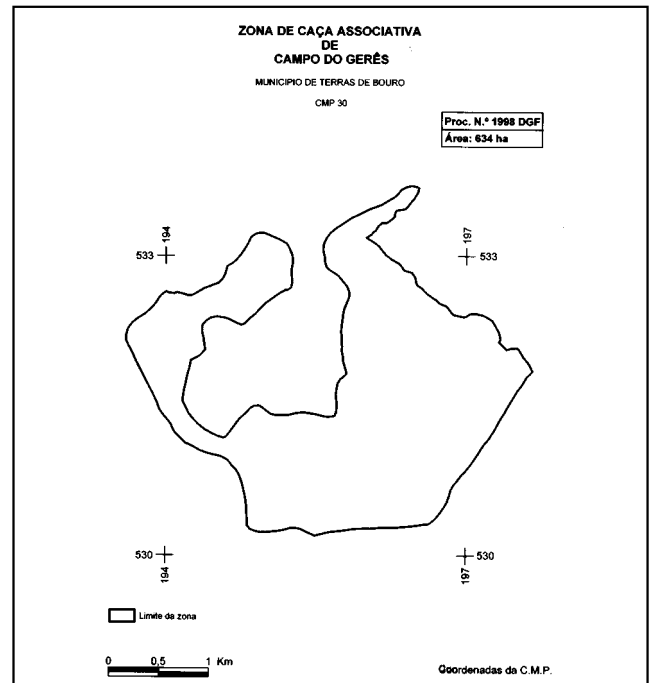 ZONA DE CAÇA ASSOCIATIVA
DE
CAMPO DO GERÊS
MUNICIPIO DE TERRAS DE BOURO
CMP 30
Proc. N.º 1998 DGF
Área: 634 ha
194
533
197
533
530
194
530
197
Limite da zona
0 0,5 1 Km
Coordenadas da C.M.P.